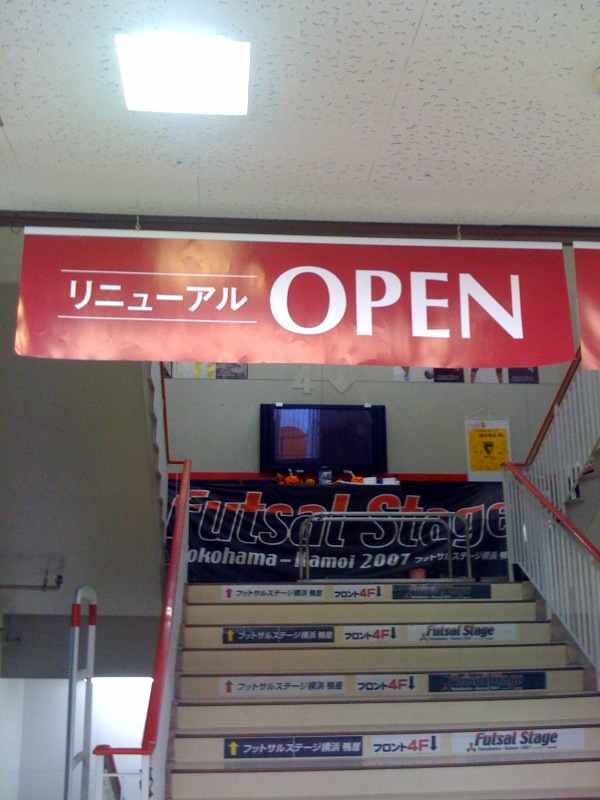 リニューアル OPEN
4
Futsal Stage
Yokohama-Kamoi 2007 フットサルステージ横浜 鴨居
フットサルステージ横浜 鴨居 フロント4F↓
↑フットサルステージ横浜 鴨居 フロント4F↓ Futsal Stage
↑フットサルステージ横浜 鴨居 フロント4F↓ Futsal Stage
↑フットサルステージ横浜 鴨居 フロント4F↓ Futsal Stage